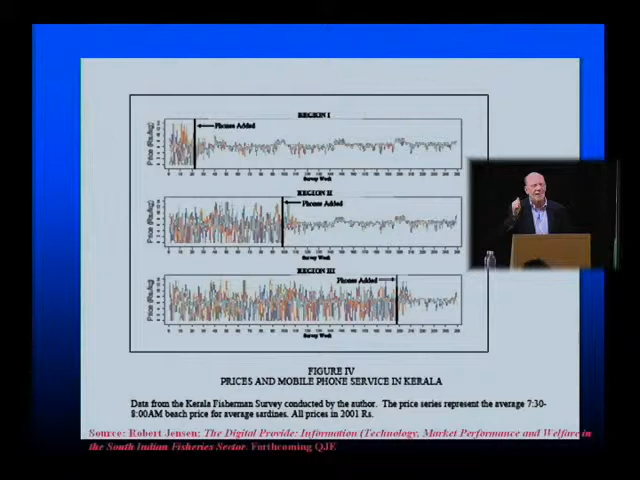 REGION I
Phones Added
Price (Rs/kg)
Survey Week
REGION II
Phones Added
Price (Rs/kg)
Survey Week
REGION III
Phones Added
Price (Rs/kg)
Survey Week
FIGURE IV
PRICES AND MOBILE PHONE SERVICE IN KERALA
Data from the Kerala Fisherman Survey conducted by the author. The price series represent the average 7:30-
8:00AM beach price for average sardines. All prices in 2001 Rs.
Source: Robert Jensen: The Digital Provide: Information (Technology, Market Performance and Welfare in
the South Indian Fisheries Sector. Forthcoming QJE